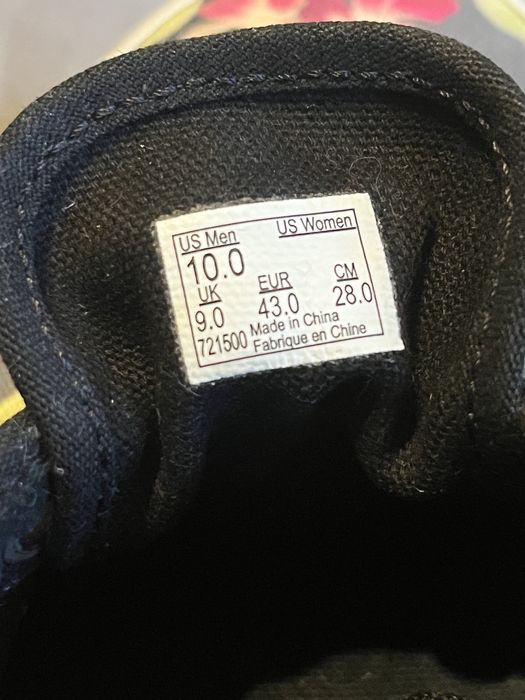 US Men US Women
10.0
UK EUR CM
9.0 43.0 28.0
721500 Made in China
Fabrique en Chine